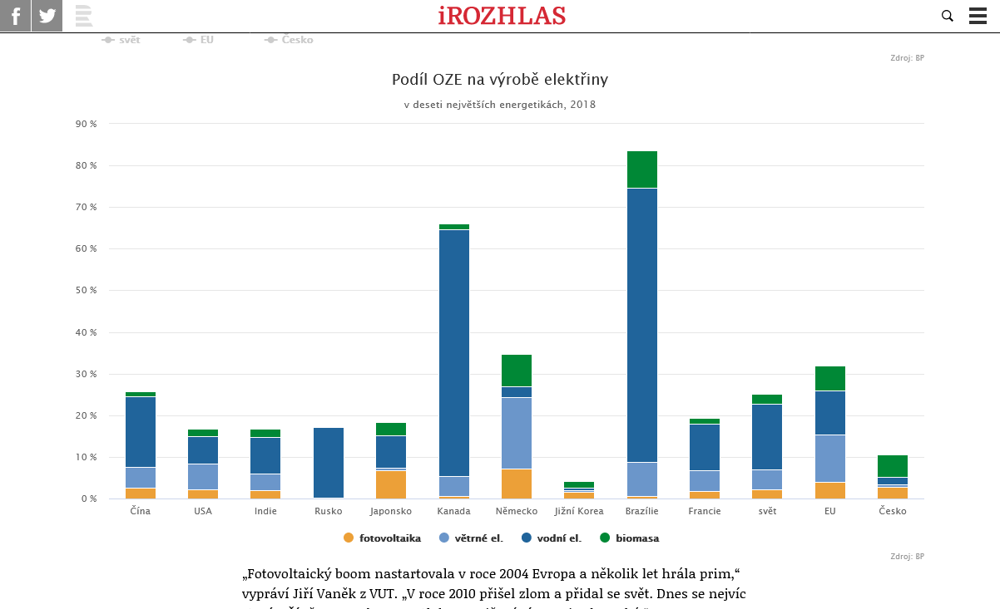 iROZHLAS
svět EU Česko
Zdroj: BP
Podíl OZE na výrobě elektřiny
v deseti největších energetikách, 2018
90 %
80 %
70 %
60 %
50 %
40 %
30 %
20 %
10 %
0 %
Čína USA Indie Rusko Japonsko Kanada Německo Jižní Korea Brazílie Francie svět EU Česko
fotovoltaika větrné el. vodní el. biomasa
Zdroj: BP
„Fotovoltaický boom nastartovala v roce 2004 Evropa a několik let hrála prim,“
vypráví Jiří Vaněk z VUT. „V roce 2010 přišel zlom a přidal se svět. Dnes se nejvíc